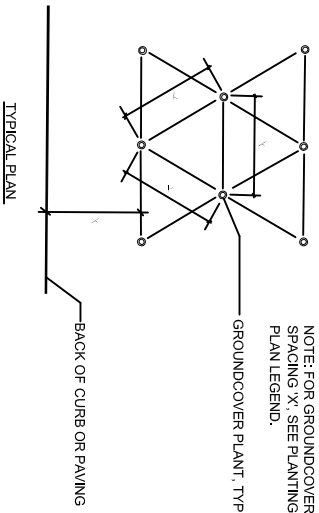 NOTE: FOR GROUNDCOVER
SPACING 'X', SEE PLANTING
PLAN LEGEND.
GROUNDCOVER PLANT, TYP
BACK OF CURB OR PAVING
TYPICAL PLAN